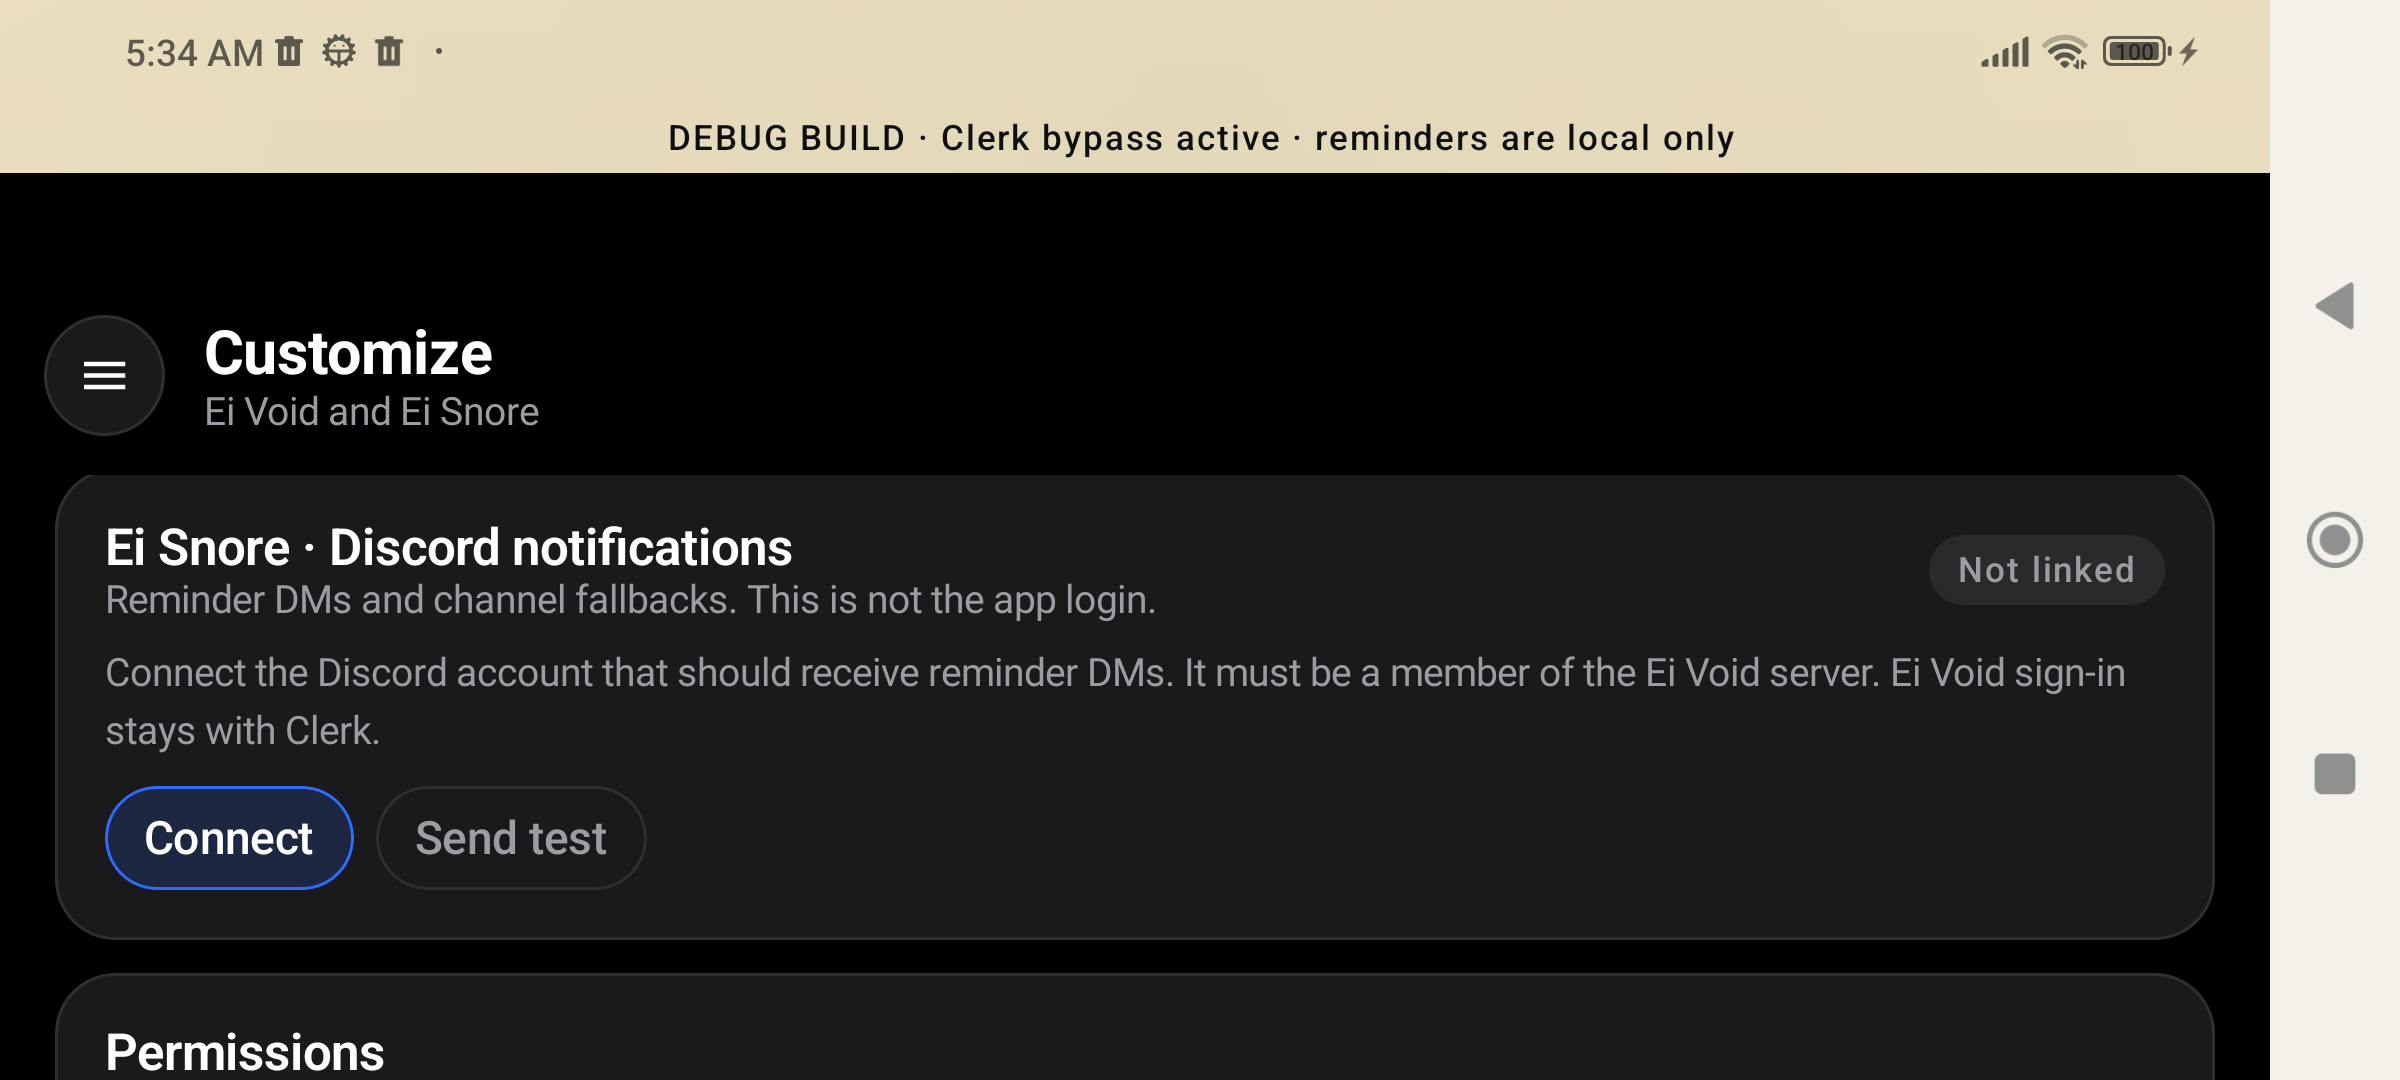 5:34 AM
100
DEBUG BUILD · Clerk bypass active · reminders are local only
Customize
Ei Void and Ei Snore
Ei Snore · Discord notifications
Not linked
Reminder DMs and channel fallbacks. This is not the app login.
Connect the Discord account that should receive reminder DMs. It must be a member of the Ei Void server. Ei Void sign-in
stays with Clerk.
Connect
Send test
Permissions